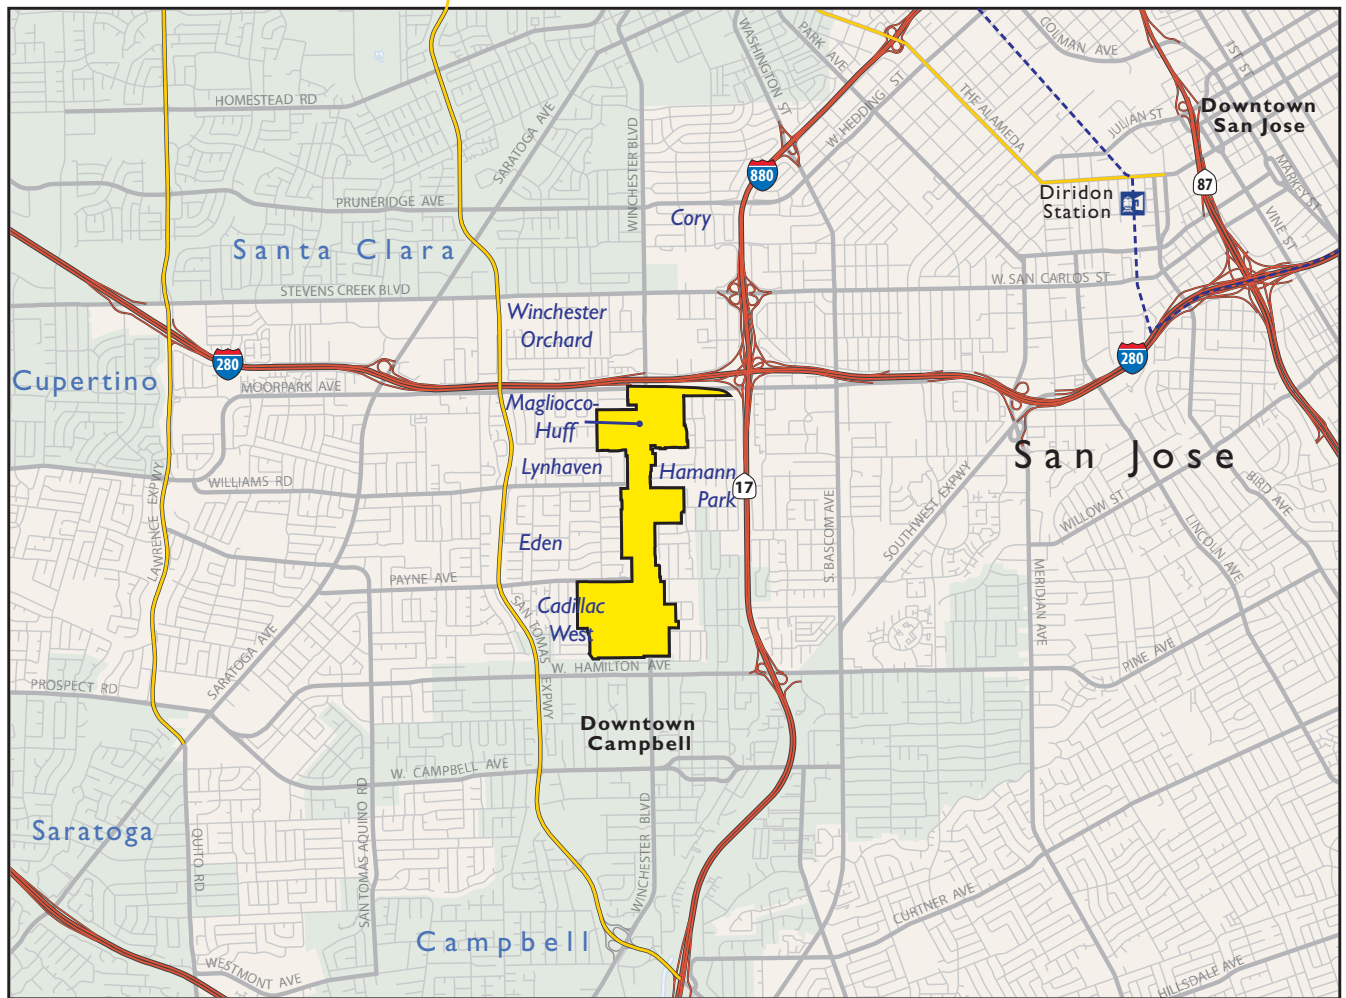 COLMAN AVE
1ST ST
WASHINGTON ST
PARK AVE
HOMESTEAD RD
SARATOGA AVE
WINCHESTER BLVD
W. HEDDING ST
THE ALAMEDA
JULIAN ST
Downtown
San Jose
MARKEY ST
880
87
PRUNERIDGE AVE
Cory
Diridon
Station
VINE ST
Santa Clara
STEVENS CREEK BLVD
W. SAN CARLOS ST
Winchester
Orchard
280
280
Cupertino
MOORPARK AVE
Magliocco-
Huff
Lynhaven
Hamann
Park
17
San Jose
WILLIAMS RD
LAWRENCE EXPWY
S. BASCOM AVE
SOUTHWEST EXPWY
WILLOW ST
BIRD AVE
LINCOLN AVE
Eden
PAYNE AVE
MERIDIAN AVE
Cadillac
West
SAN TOMAS EXPWY
W. HAMILTON AVE
PINE AVE
SARATOGA AVE
PROSPECT RD
Downtown
Campbell
W. CAMPBELL AVE
Saratoga
QUITO RD
SAN TOMAS AQUINO RD
WINCHESTER BLVD
CURTNER AVE
Campbell
WESTMONT AVE
HILLSDALE AVE